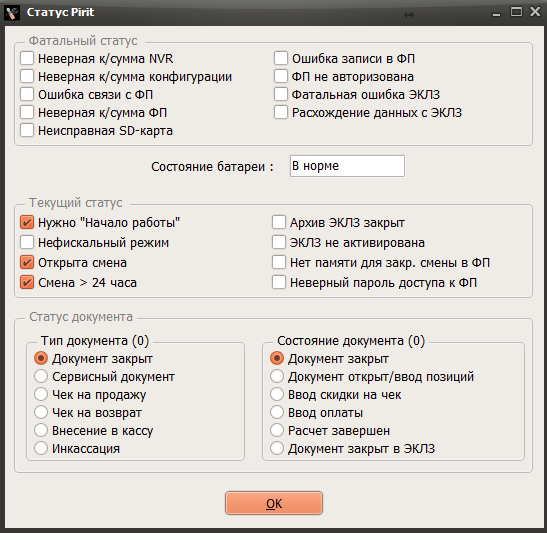 Статус Pirit
Фатальный статус
Неверная к/сумма NVR
Неверная к/сумма конфигурации
Ошибка связи с ФП
Неверная к/сумма ФП
Неисправная SD-карта
Ошибка записи в ФП
ФП не авторизована
Фатальная ошибка ЭКЛЗ
Расхождение данных с ЭКЛЗ
Состояние батареи :
В норме
Текущий статус
Нужно "Начало работы"
Нефискальный режим
Открыта смена
Смена > 24 часа
Архив ЭКЛЗ закрыт
ЭКЛЗ не активирована
Нет памяти для закр. смены в ФП
Неверный пароль доступа к ФП
Статус документа
Тип документа (0)
Документ закрыт
Сервисный документ
Чек на продажу
Чек на возврат
Внесение в кассу
Инкассация
Состояние документа (0)
Документ закрыт
Документ открыт/ввод позиций
Ввод скидки на чек
Ввод оплаты
Расчет завершен
Документ закрыт в ЭКЛЗ
OK